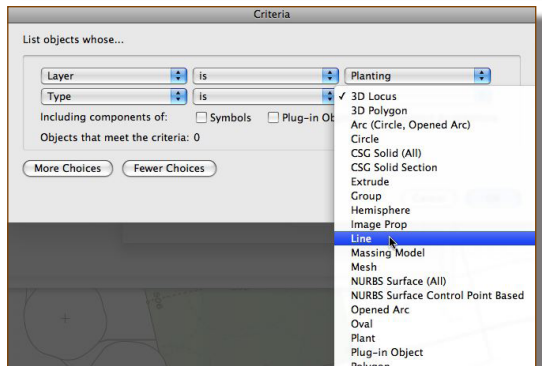 Criteria
List objects whose...
Layer is Planting
Type is
Including components of: Symbols Plug-in Ob
Objects that meet the criteria: 0
More Choices Fewer Choices
✓ 3D Locus
3D Polygon
Arc (Circle, Opened Arc)
Circle
CSG Solid (All)
CSG Solid Section
Extrude
Group
Hemisphere
Image Prop
Line
Massing Model
Mesh
NURBS Surface (All)
NURBS Surface Control Point Based
Opened Arc
Oval
Plant
Plug-in Object
Polygon